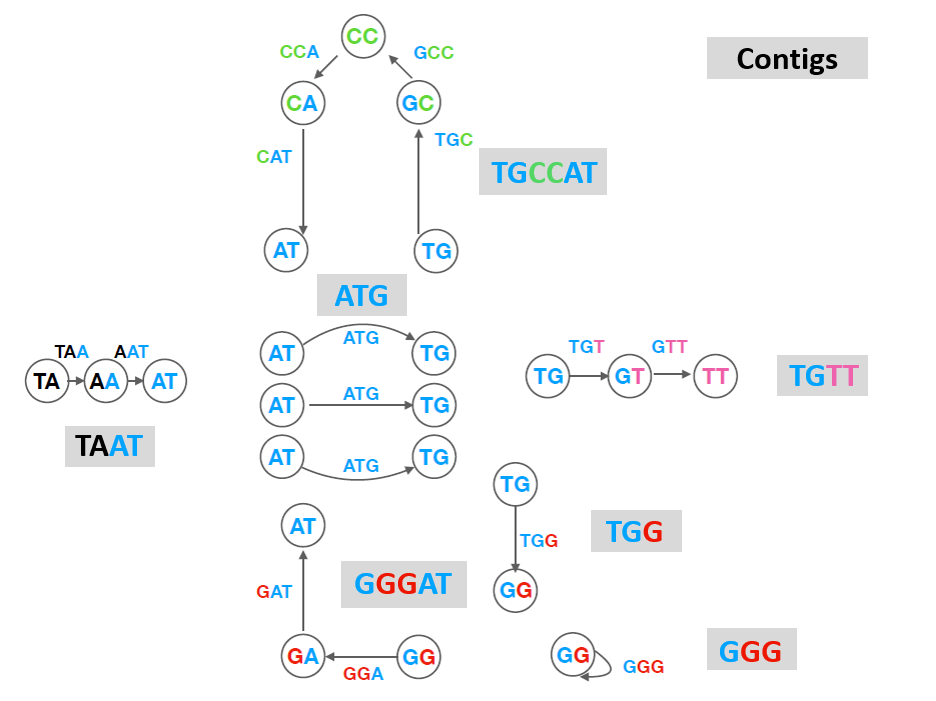 CC
CCA
GCC
Contigs
CA
GC
TGC
CAT
TGCCAT
AT
TG
ATG
AT
ATG
TG
TAA
AAT
TA
AA
AT
TGT
GTT
TG
GT
TT
TGTT
AT
ATG
TG
TAAT
AT
ATG
TG
TG
AT
TGG
TGG
GAT
GGGAT
GG
GA
GGA
GG
GG
GGG
GGG